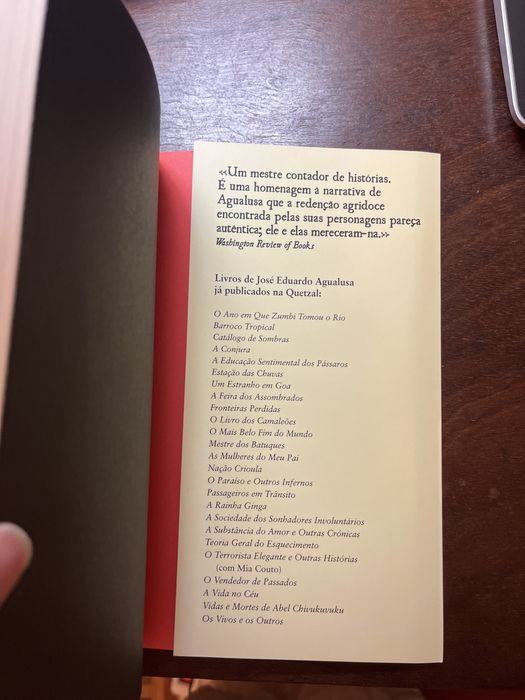 «Um mestre contador de histórias.
É uma homenagem à narrativa de
Agualusa que a redenção agridoce
encontrada pelas suas personagens pareça
autêntica; ele e elas mereceram-na.»
Washington Review of Books
Livros de José Eduardo Agualusa
já publicados na Quetzal:
O Ano em Que Zumbi Tomou o Rio
Barroco Tropical
Catálogo de Sombras
A Conjura
A Educação Sentimental dos Pássaros
Estação das Chuvas
Um Estranho em Goa
A Feira dos Assombrados
Fronteiras Perdidas
O Livro dos Camaleões
O Mais Belo Fim do Mundo
Mestre dos Batuques
As Mulheres do Meu Pai
Nação Crioula
O Paraíso e Outros Infernos
Passageiros em Trânsito
A Rainha Ginga
A Sociedade dos Sonhadores Involuntários
A Substância do Amor e Outras Crónicas
Teoria Geral do Esquecimento
O Terrorista Elegante e Outras Histórias
(com Mia Couto)
O Vendedor de Passados
A Vida no Céu
Vidas e Mortes de Abel Chivukuvuku
Os Vivos e os Outros